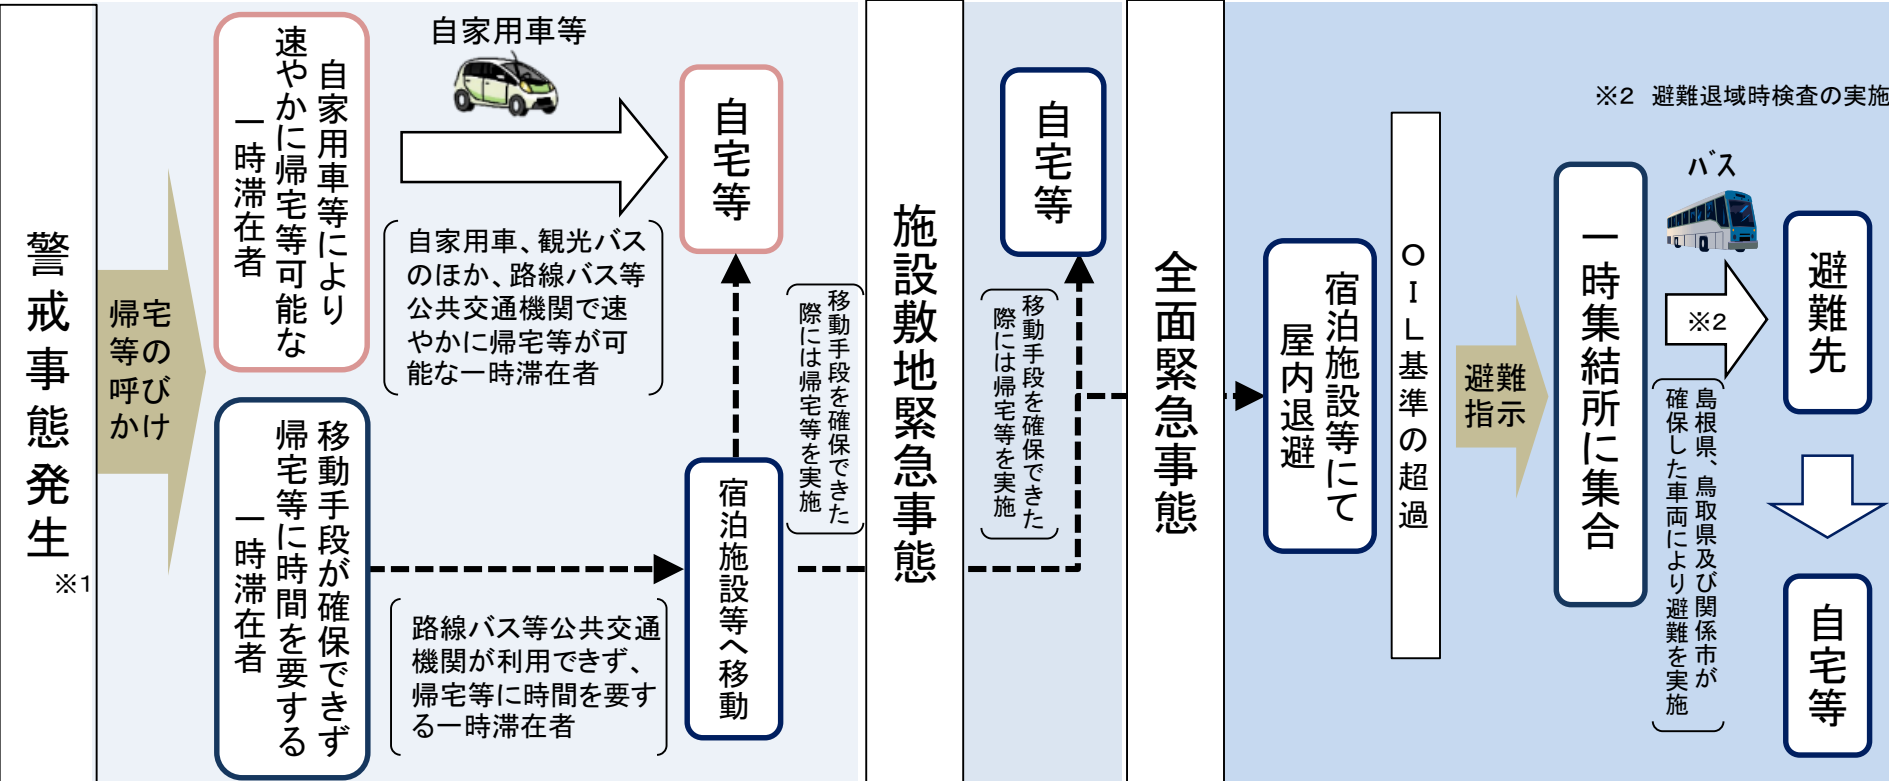 警戒事態発生
※1
帰宅
等の
呼び
かけ
自家用車等により
速やかに帰宅等可能な
一時滞在者
移動手段が確保できず
帰宅等に時間を要する
一時滞在者
自家用車等
自家用車、観光バス
のほか、路線バス等
公共交通機関で速
やかに帰宅等が可
能な一時滞在者
路線バス等公共交通
機関が利用できず、
帰宅等に時間を要す
る一時滞在者
自宅等
宿泊施設等へ移動
移動手段を確保できた
際には帰宅等を実施
施設敷地緊急事態
自宅等
移動手段を確保できた
際には帰宅等を実施
全面緊急事態
宿泊施設等にて
屋内退避
OIL基準の超過
避難
指示
一時集結所に集合
※2 避難退域時検査の実施
バス
※2
島根県、鳥取県及び関係市が
確保した車両により避難を実施
避難先
自宅等